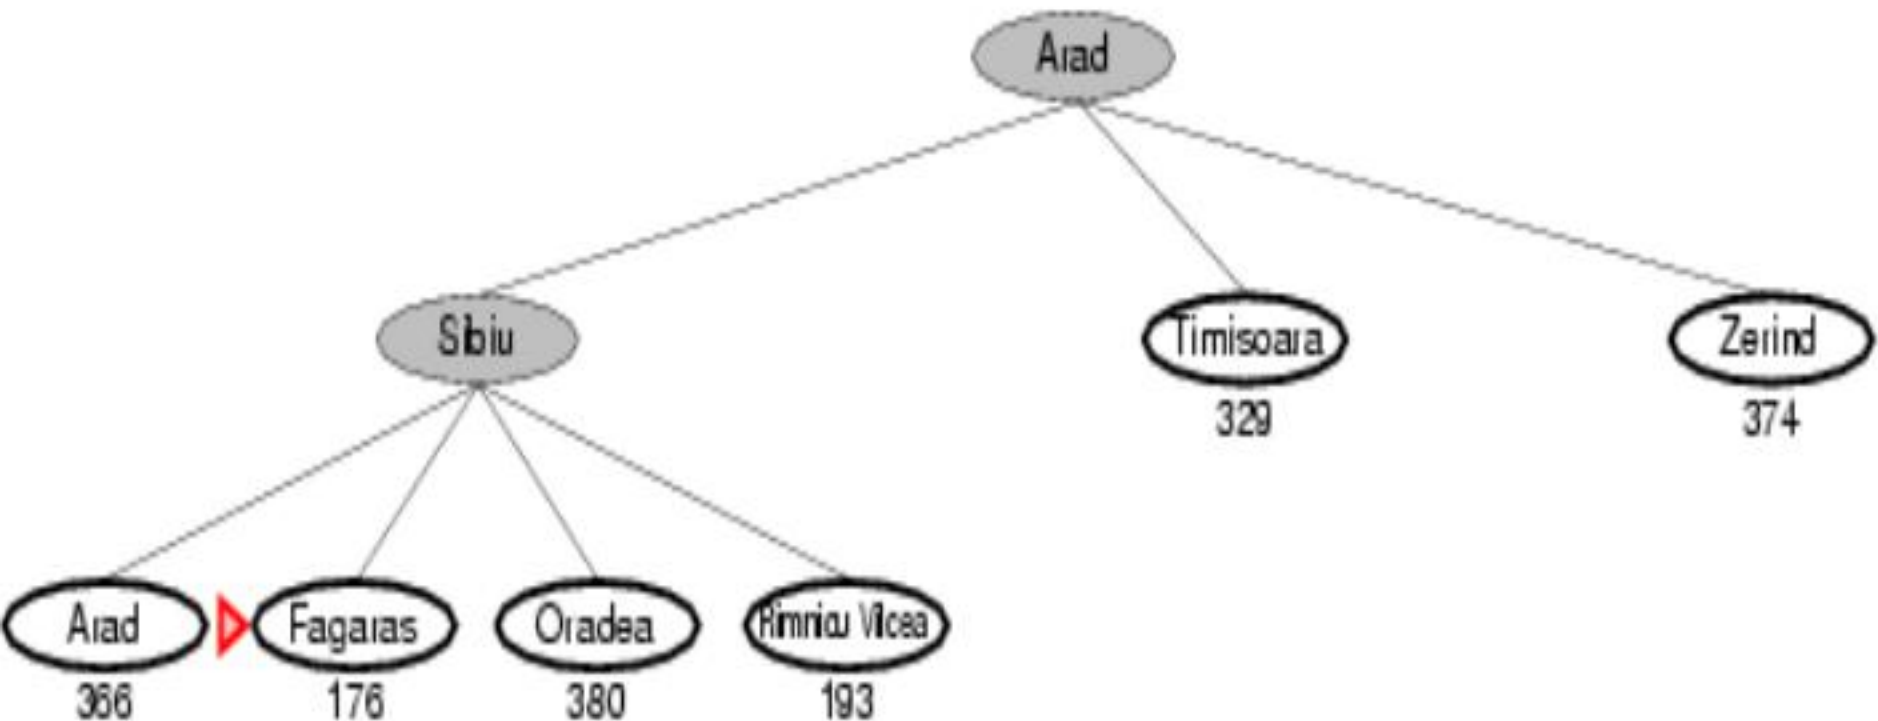 Arad
Sibiu
Timisoara
Zerind
329
374
Arad
Fagaras
Oradea
Rimnicu Vilcea
366
176
380
193